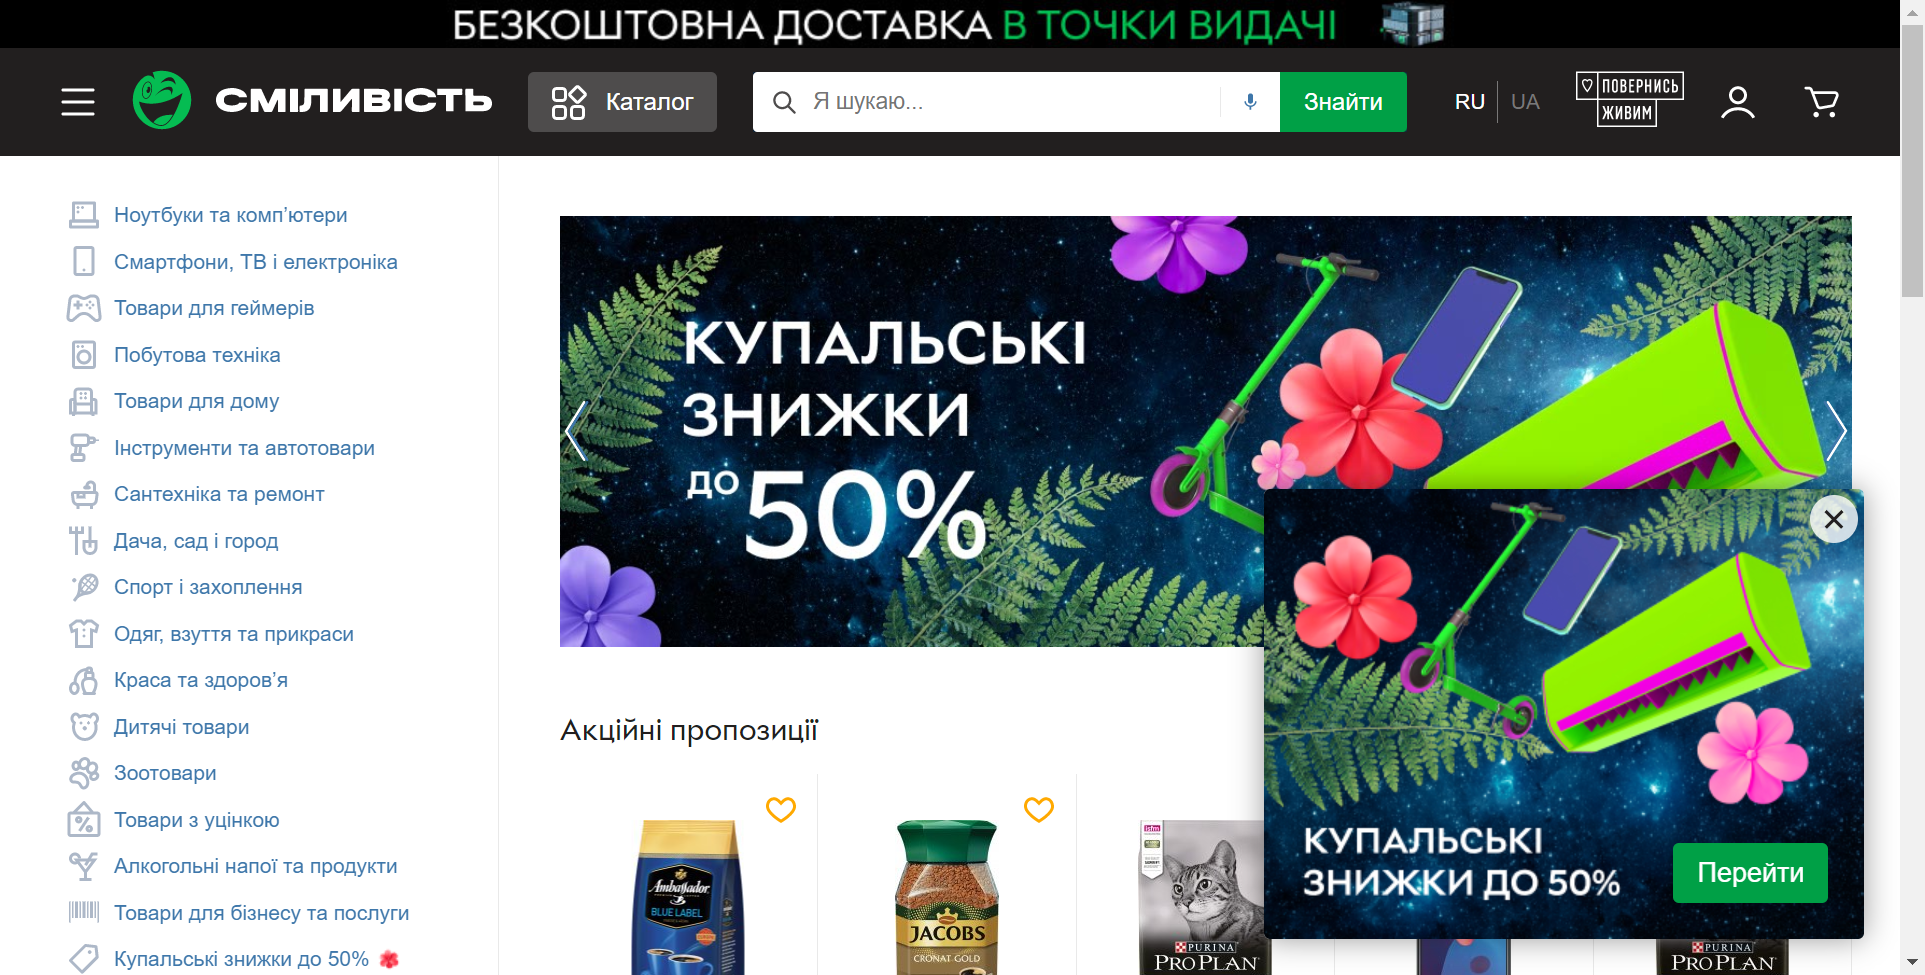 БЕЗКОШТОВНА ДОСТАВКА В ТОЧКИ ВИДАЧІ
СМІЛИВІСТЬ
Каталог
Я шукаю...
Знайти
RU
UA
ПОВЕРНИСЬ
ЖИВИМ
Ноутбуки та комп’ютери
Смартфони, ТВ і електроніка
Товари для геймерів
Побутова техніка
Товари для дому
Інструменти та автотовари
Сантехніка та ремонт
Дача, сад і город
Спорт і захоплення
Одяг, взуття та прикраси
Краса та здоров’я
Дитячі товари
Зоотовари
Товари з уцінкою
Алкогольні напої та продукти
Товари для бізнесу та послуги
Купальські знижки до 50%
КУПАЛЬСЬКІ
ЗНИЖКИ
ДО 50%
Акційні пропозиції
Ambassador
BLUE LABEL
JACOBS
CRONAT GOLD
PURINA
PRO PLAN
КУПАЛЬСЬКІ
ЗНИЖКИ ДО 50%
Перейти
PURINA
PRO PLAN